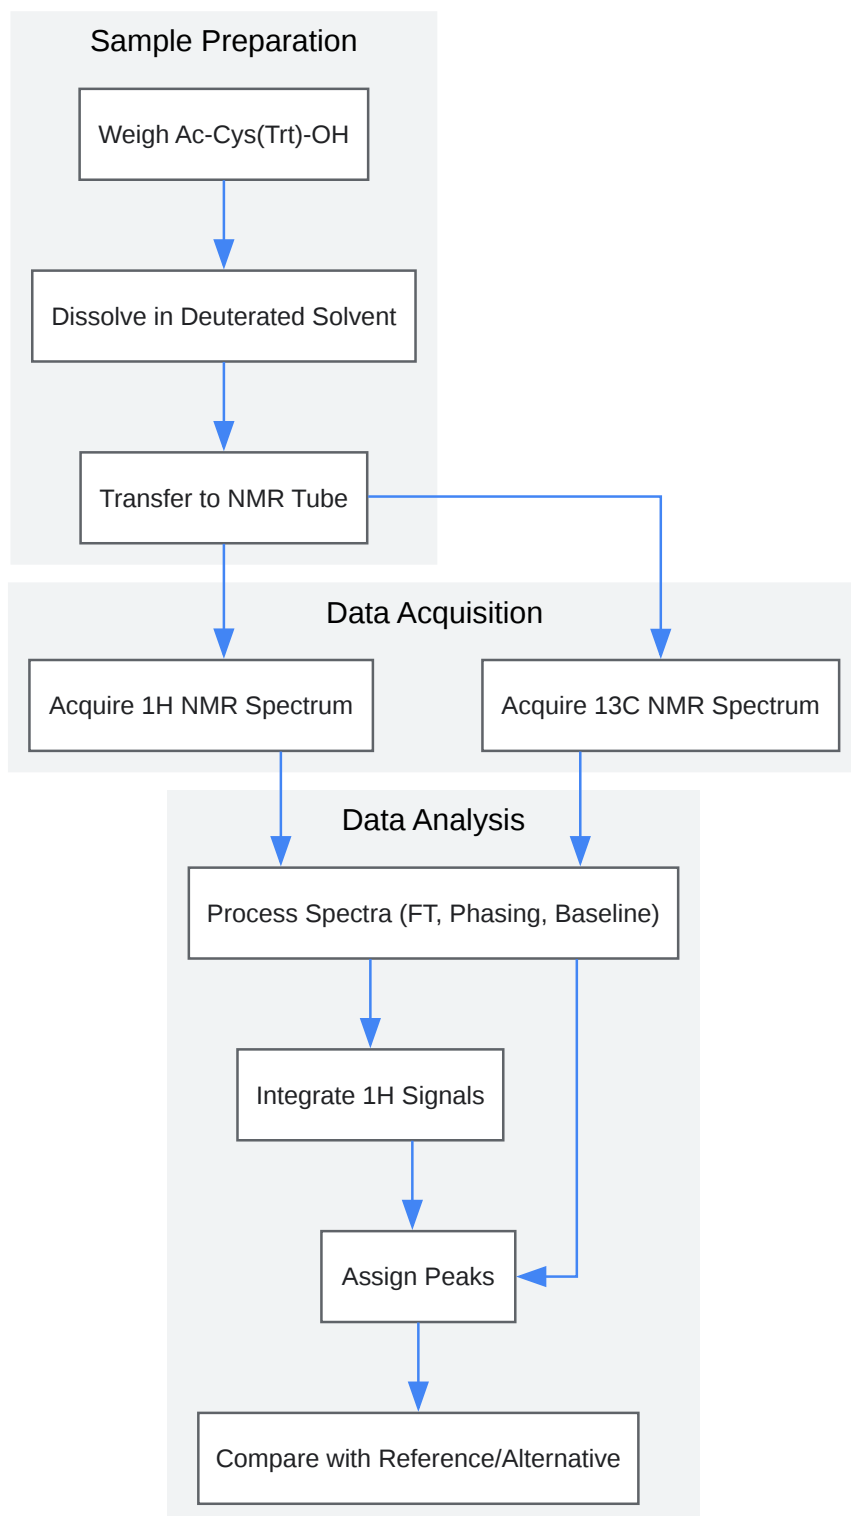 Sample Preparation
Weigh Ac-Cys(Trt)-OH
Dissolve in Deuterated Solvent
Transfer to NMR Tube
Data Acquisition
Acquire 1H NMR Spectrum
Acquire 13C NMR Spectrum
Data Analysis
Process Spectra (FT, Phasing, Baseline)
Integrate 1H Signals
Assign Peaks
Compare with Reference/Alternative